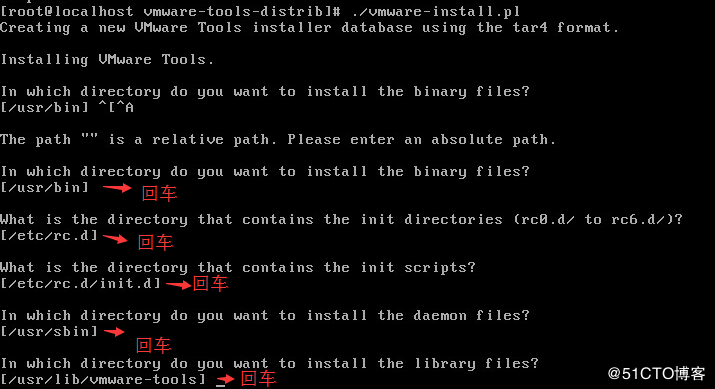 [root@localhost vmware-tools-distrib]# ./vmware-install.pl
Creating a new VMware Tools installer database using the tar4 format.
Installing VMware Tools.
In which directory do you want to install the binary files?
[/usr/bin] ^[^A
The path "" is a relative path. Please enter an absolute path.
In which directory do you want to install the binary files?
[/usr/bin] 回车
What is the directory that contains the init directories (rc0.d/ to rc6.d/)?
[/etc/rc.d] 回车
What is the directory that contains the init scripts?
[/etc/rc.d/init.d] 回车
In which directory do you want to install the daemon files?
[/usr/sbin] 回车
In which directory do you want to install the library files?
[/usr/lib/vmware-tools] _ 回车
@51CTO博客